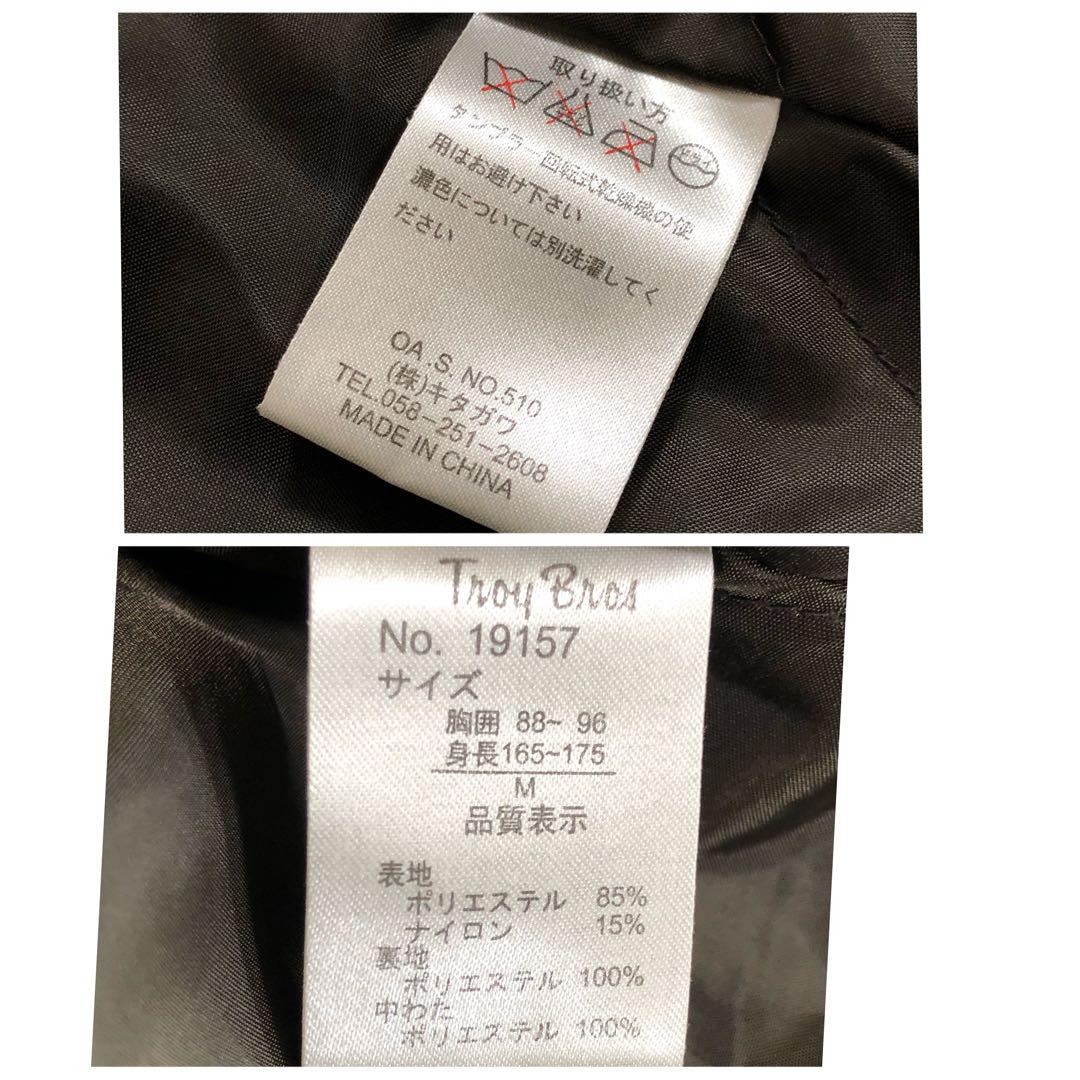 取り扱い方
ドライ
タンブラー回転式乾燥機の使
用はお避け下さい
濃色については別洗濯してく
ださい
OA.S. NO.510
(株)キタガワ
TEL.058-251-2608
MADE IN CHINA
Troy Bros
No. 19157
サイズ
胸囲 88~ 96
身長165~175
M
品質表示
表地
ポリエステル 85%
ナイロン 15%
裏地
ポリエステル 100%
中わた
ポリエステル 100%